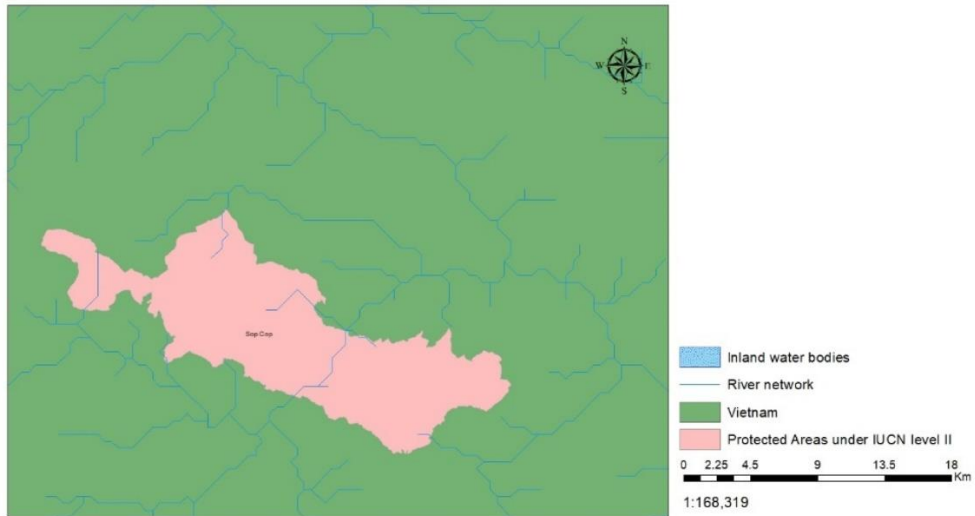 N
W E
S
Sop Cop
Inland water bodies
River network
Vietnam
Protected Areas under IUCN level II
0 2.25 4.5 9 13.5 18
Km
1:168,319